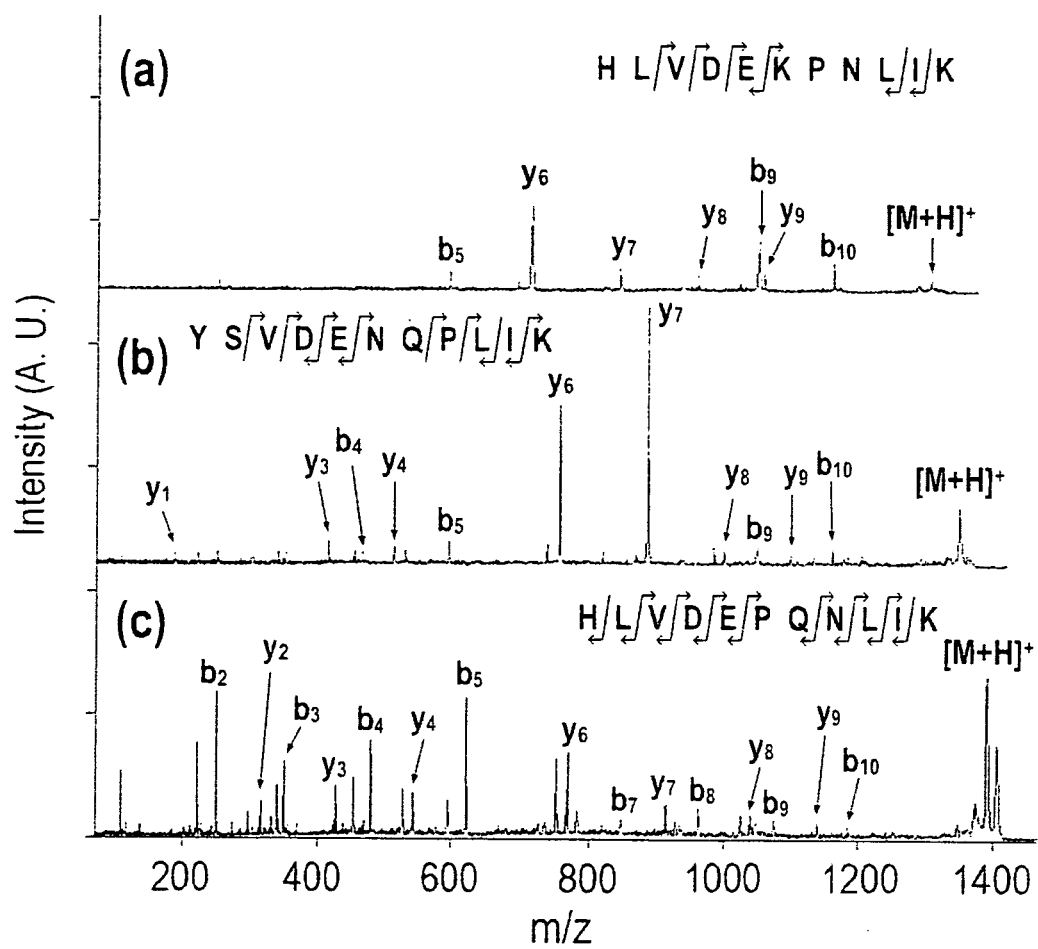 (a)
H L V D E K P N L I K
y6
b9
y8
y9
[M+H]+
b5
y7
b10
Intensity (A. U.)
(b)
Y S V D E N Q P L I K
y7
y6
y1
y3
b4
y4
b5
y8
b9
y9
b10
[M+H]+
(c)
H L V D E P Q N L I K
[M+H]+
b2
y2
b3
y3
b4
y4
b5
y6
b7
y7
b8
y8
b9
y9
b10
200 400 600 800 1000 1200 1400
m/z